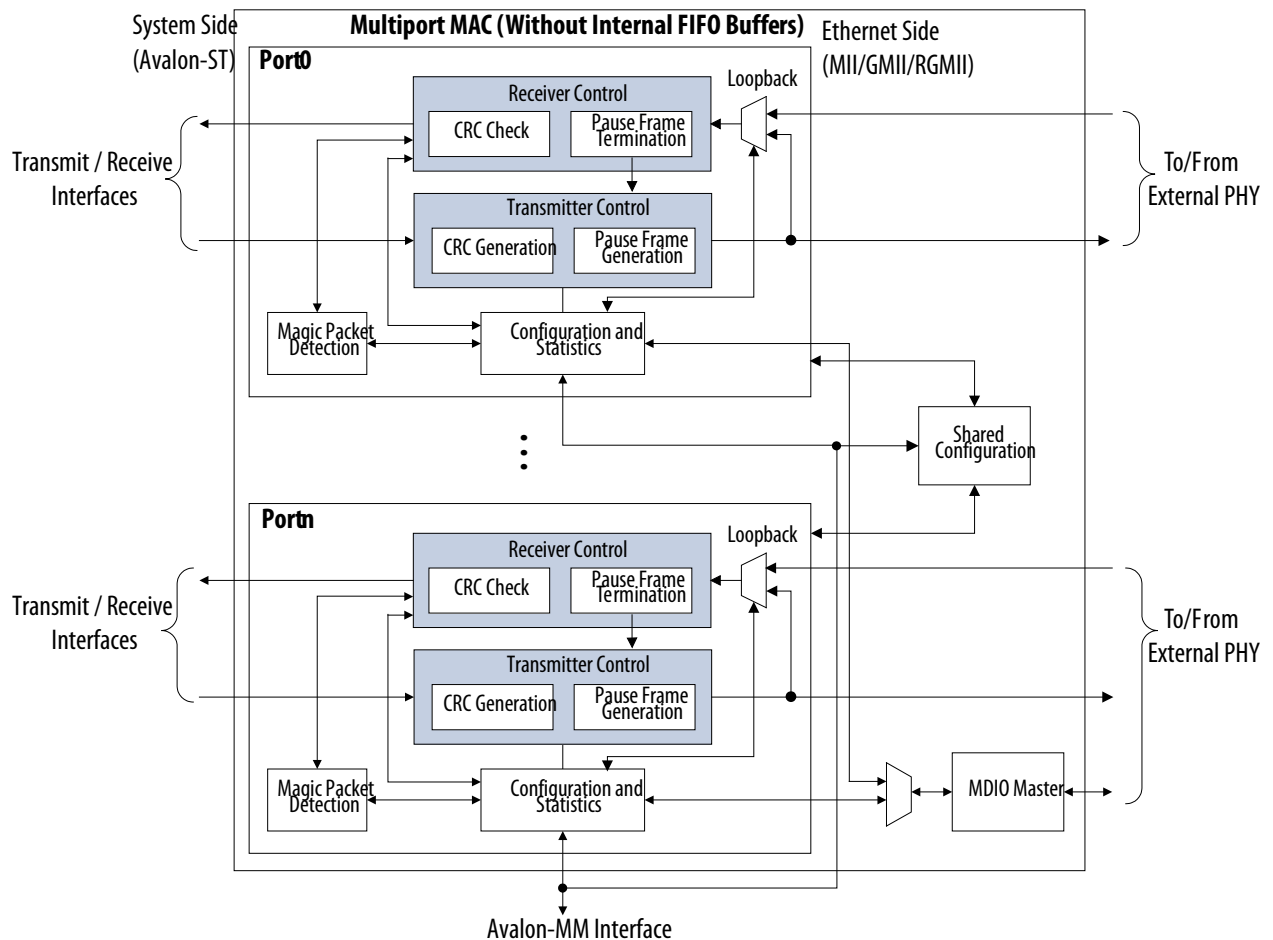 System Side
(Avalon-ST)
Multiport MAC (Without Internal FIFO Buffers)
Ethernet Side
(MII/GMII/RGMII)
Port0
Loopback
Receiver Control
CRC Check
Pause Frame
Termination
Transmit / Receive
Interfaces
To/From
External PHY
Transmitter Control
CRC Generation
Pause Frame
Generation
Magic Packet
Detection
Configuration and
Statistics
Shared
Configuration
Portn
Loopback
Receiver Control
CRC Check
Pause Frame
Termination
Transmit / Receive
Interfaces
To/From
External PHY
Transmitter Control
CRC Generation
Pause Frame
Generation
Magic Packet
Detection
Configuration and
Statistics
MDIO Master
Avalon-MM Interface